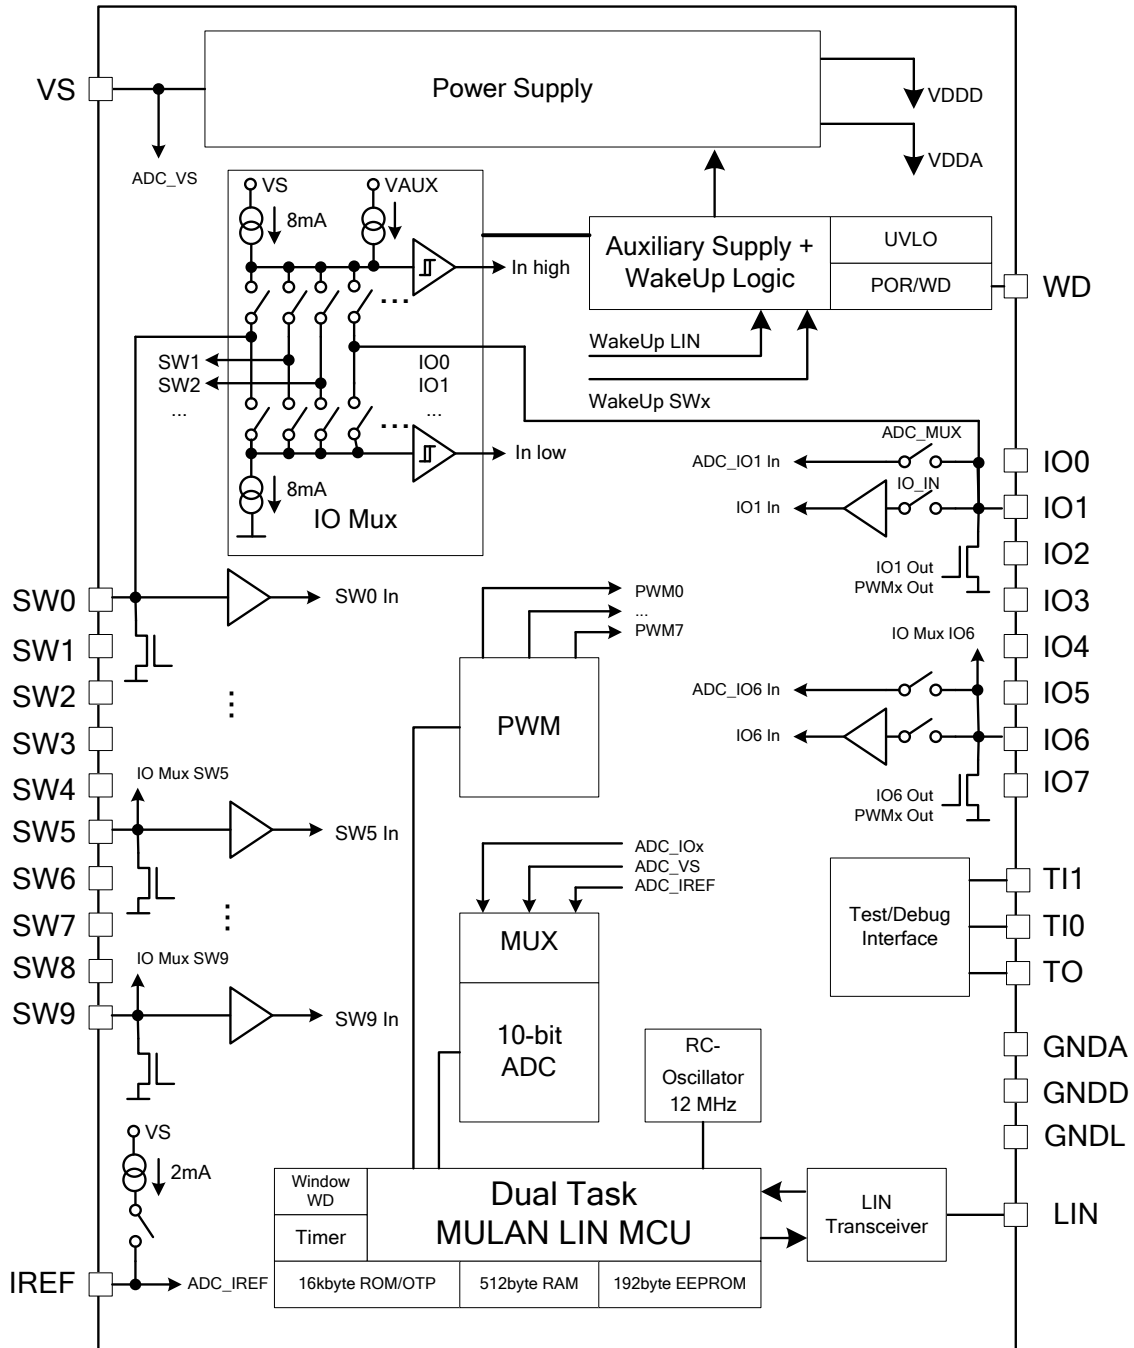 VS
Power Supply
VDDD
VDDA
ADC_VS
VS
VAUX
8mA
In high
Auxiliary Supply +
WakeUp Logic
UVLO
POR/WD
WD
WakeUp LIN
WakeUp SWx
SW1
SW2
...
IO0
IO1
...
In low
8mA
IO Mux
ADC_MUX
ADC_IO1 In
IO_IN
IO1 In
IO1 Out
PWMx Out
IO0
IO1
IO2
IO3
IO4
IO5
IO6
IO7
IO Mux IO6
ADC_IO6 In
IO6 In
IO6 Out
PWMx Out
SW0
SW1
SW2
SW3
SW4
SW5
SW6
SW7
SW8
SW9
SW0 In
IO Mux SW5
SW5 In
IO Mux SW9
SW9 In
PWM0
...
PWM7
PWM
ADC_IOx
ADC_VS
ADC_IREF
MUX
10-bit
ADC
RC-
Oscillator
12 MHz
Test/Debug
Interface
TI1
TI0
TO
GNDA
GNDD
GNDL
VS
2mA
IREF
ADC_IREF
Window
WD
Timer
Dual Task
MULAN LIN MCU
16kbyte ROM/OTP
512byte RAM
192byte EEPROM
LIN
Transceiver
LIN